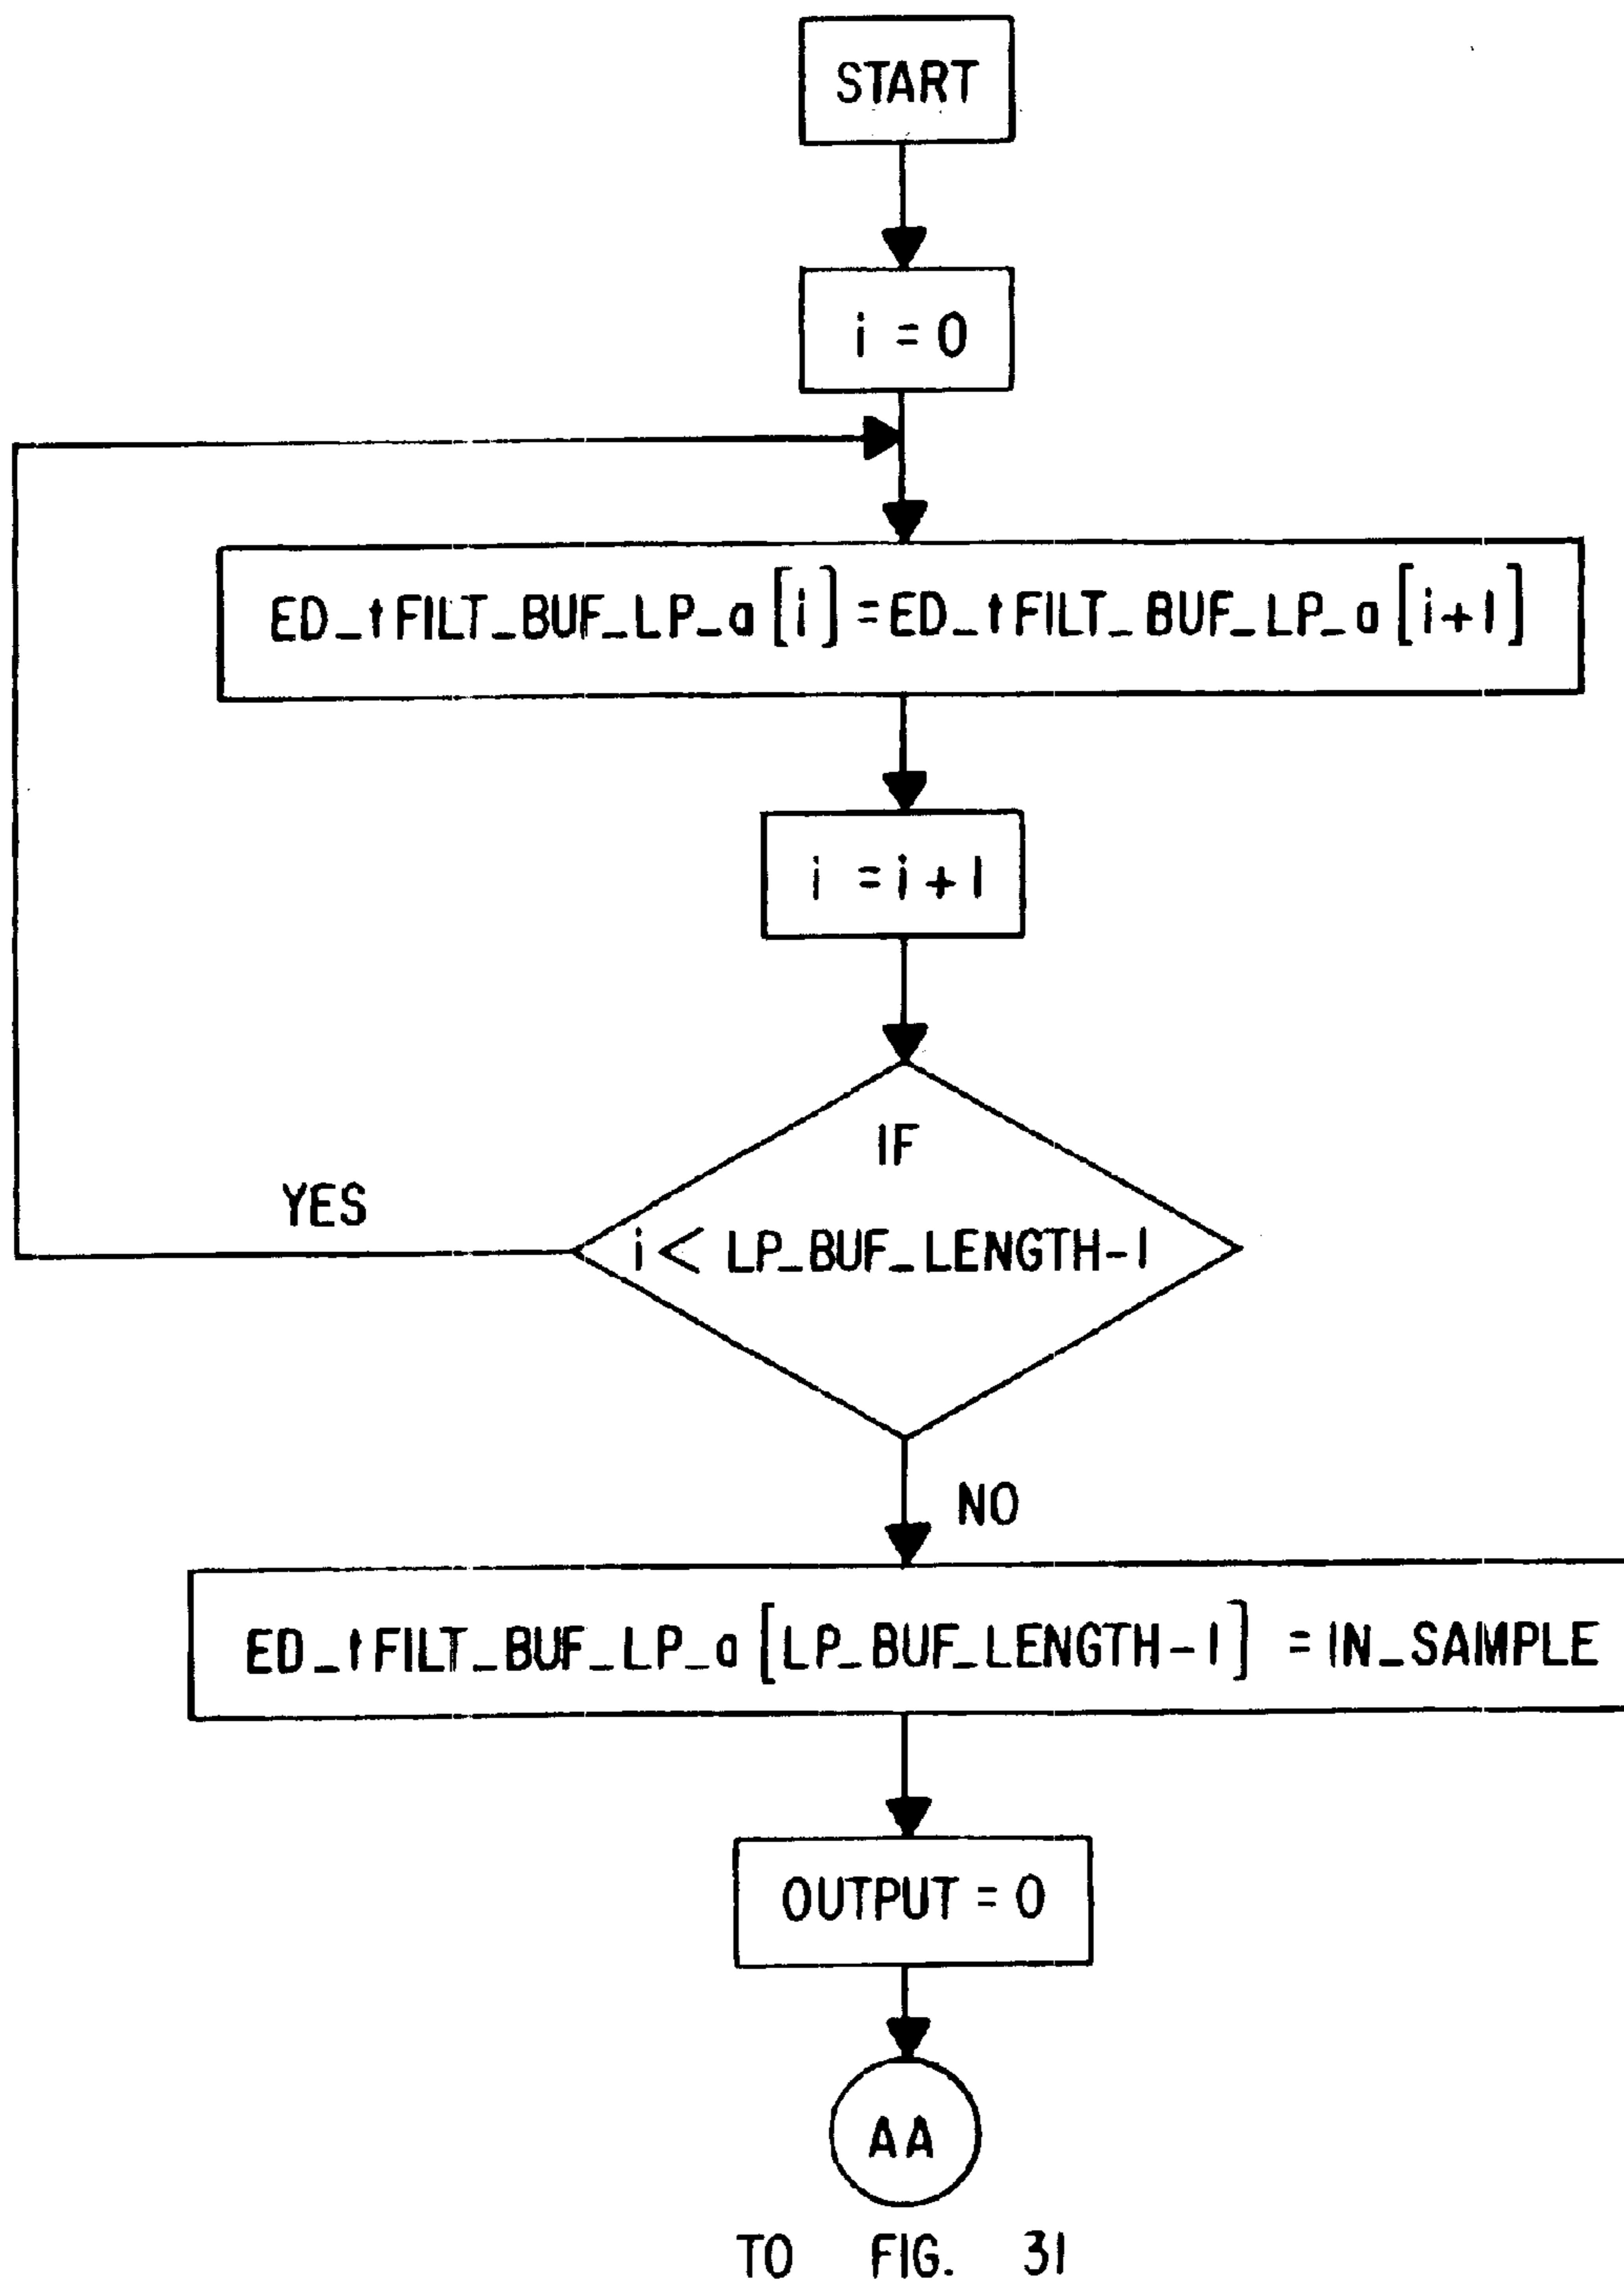 START
i = 0
ED_tFILT_BUF_LP_a[i] = ED_tFILT_BUF_LP_a[i+1]
i = i + 1
IF
i < LP_BUF_LENGTH-1
YES
NO
ED_tFILT_BUF_LP_a[LP_BUF_LENGTH-1] = IN_SAMPLE
OUTPUT = 0
AA
TO FIG. 31